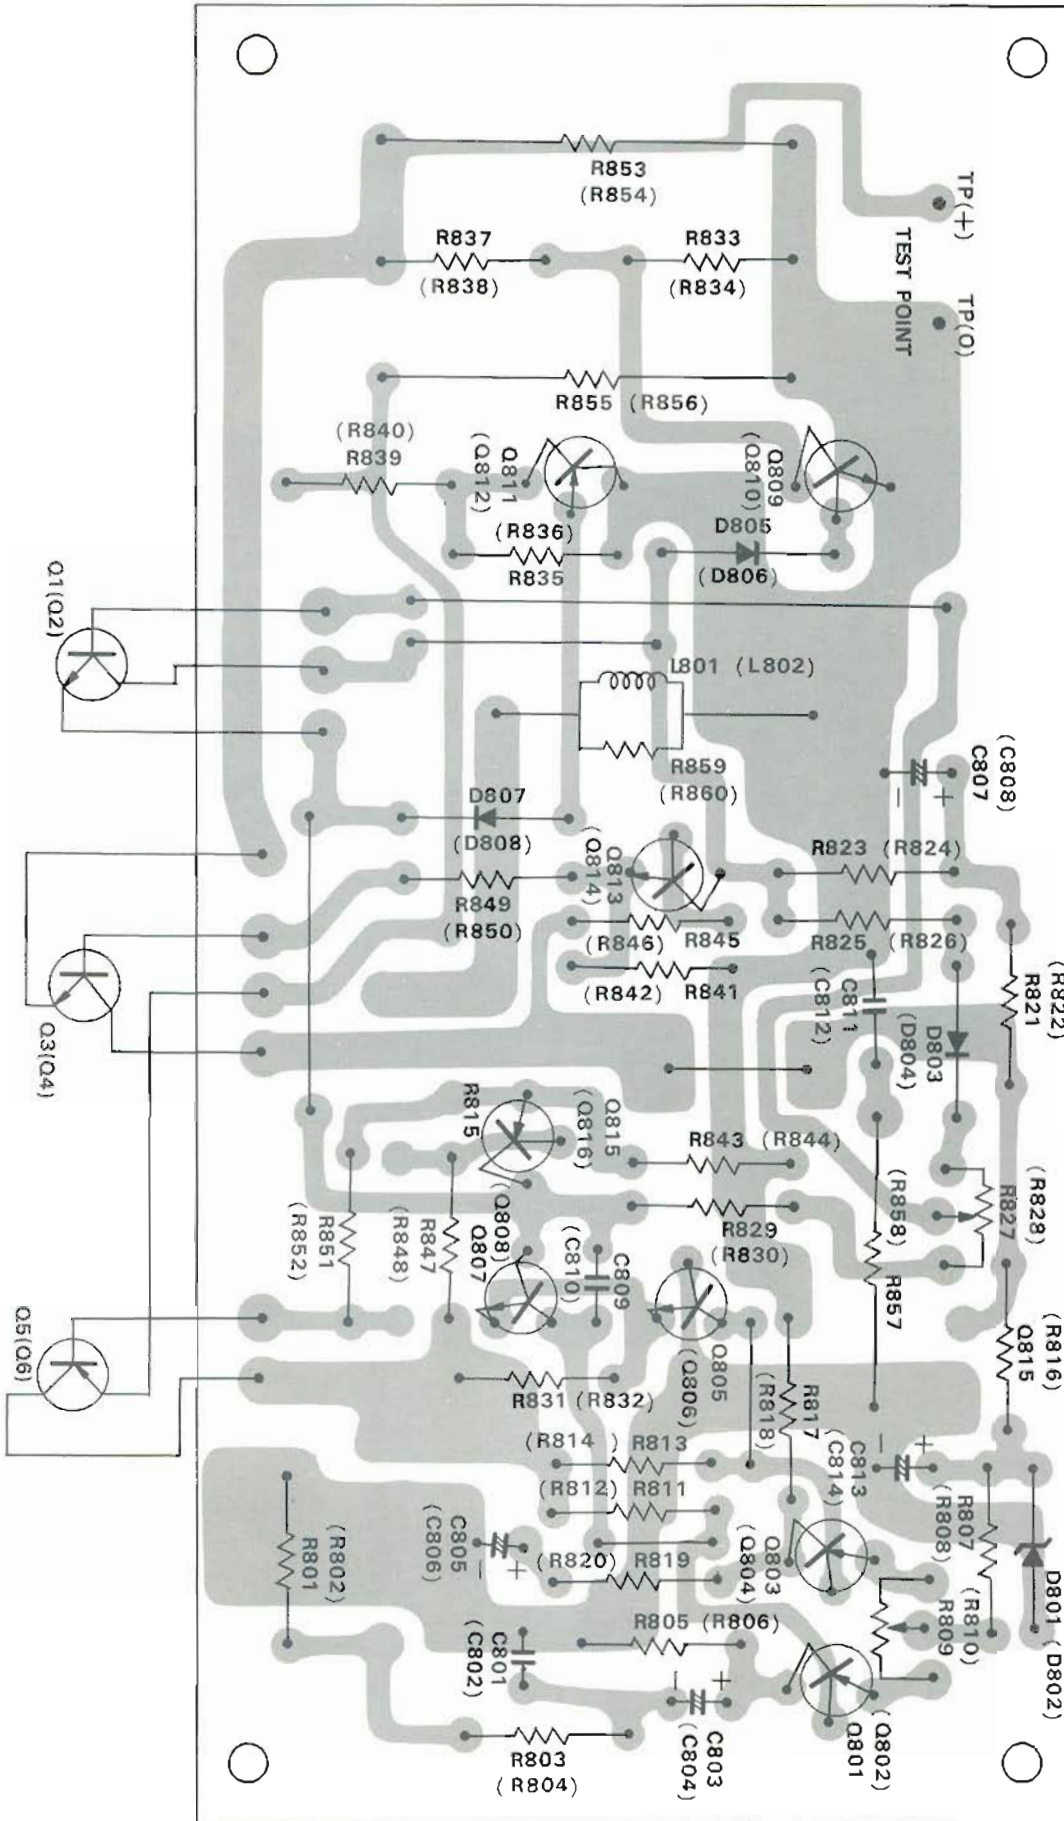 R853
(R854)
TP(+)
TEST POINT
TP(0)
R837
(R838)
R833
(R834)
R855 (R856)
(R840)
R839
Q811
(Q812)
Q809
(Q810)
(R836)
R835
D805
(D806)
Q1(Q2)
L801 (L802)
R859
(R860)
(C808)
C807
-
+
D807
(D808)
Q813
(Q814)
R823 (R824)
R849
(R850)
(R846) R845
R825 (R826)
(R842) R841
C811
(C812)
D803
(D804)
(R822)
R821
Q3(Q4)
R815
Q815
(Q816)
R843 (R844)
R829
(R830)
(R858)
R857
(R828)
R827
R851
(R852)
R847
(R848)
(Q808)
Q807
C809
(C810)
Q805
(Q806)
Q5(Q6)
R831 (R832)
R817
(R818)
(R816)
Q815
(R814) R813
(R812) R811
C813
(C814)
-
+
R807
(R808)
D801 (D802)
(R802)
R801
C805
(C806)
-
+
(R820) R819
Q803
(Q804)
(R810)
R809
R805 (R806)
C801
(C802)
-
+
C803
(C804)
(Q802)
Q801
R803
(R804)